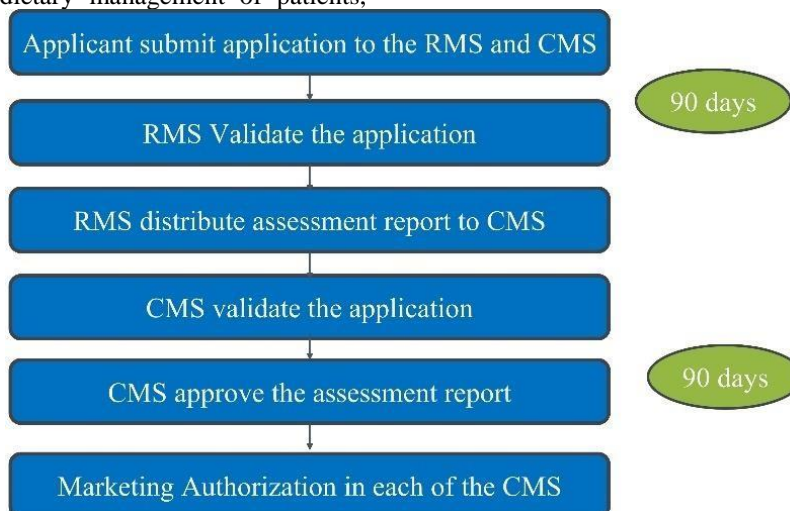 dietary management of patients,
Applicant submit application to the RMS and CMS
90 days
RMS Validate the application
RMS distribute assessment report to CMS
CMS validate the application
CMS approve the assessment report
90 days
Marketing Authorization in each of the CMS